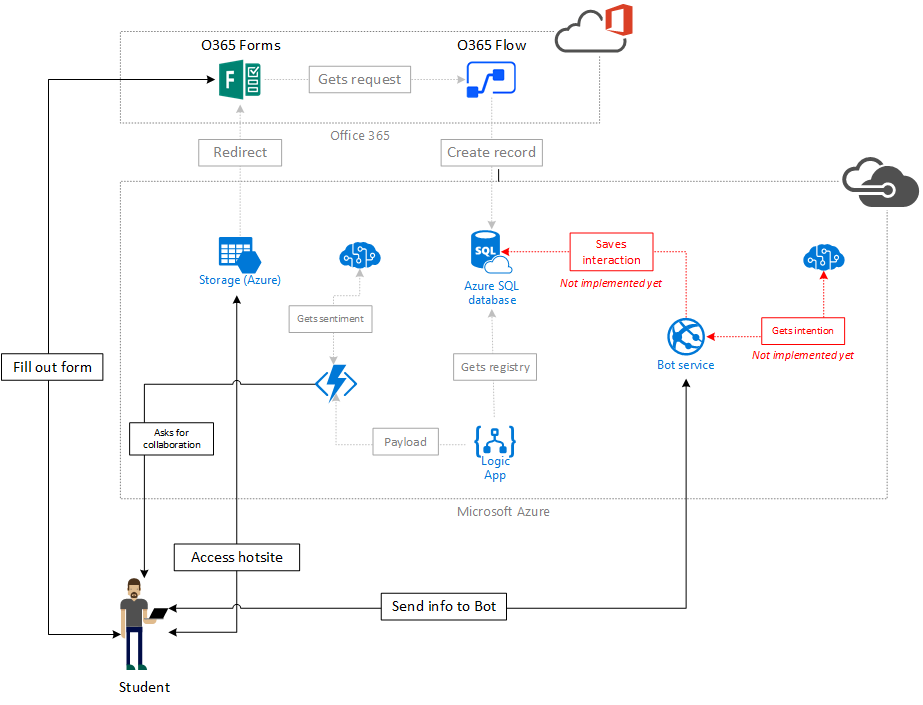 O365 Forms
O365 Flow
F
Gets request
Office 365
Redirect
Create record
SQL
Saves
interaction
Not implemented yet
Storage (Azure)
Azure SQL
database
Gets sentiment
Gets intention
Not implemented yet
Bot service
Fill out form
Gets registry
Asks for
collaboration
Payload
Logic
App
Microsoft Azure
Access hotsite
Send info to Bot
Student